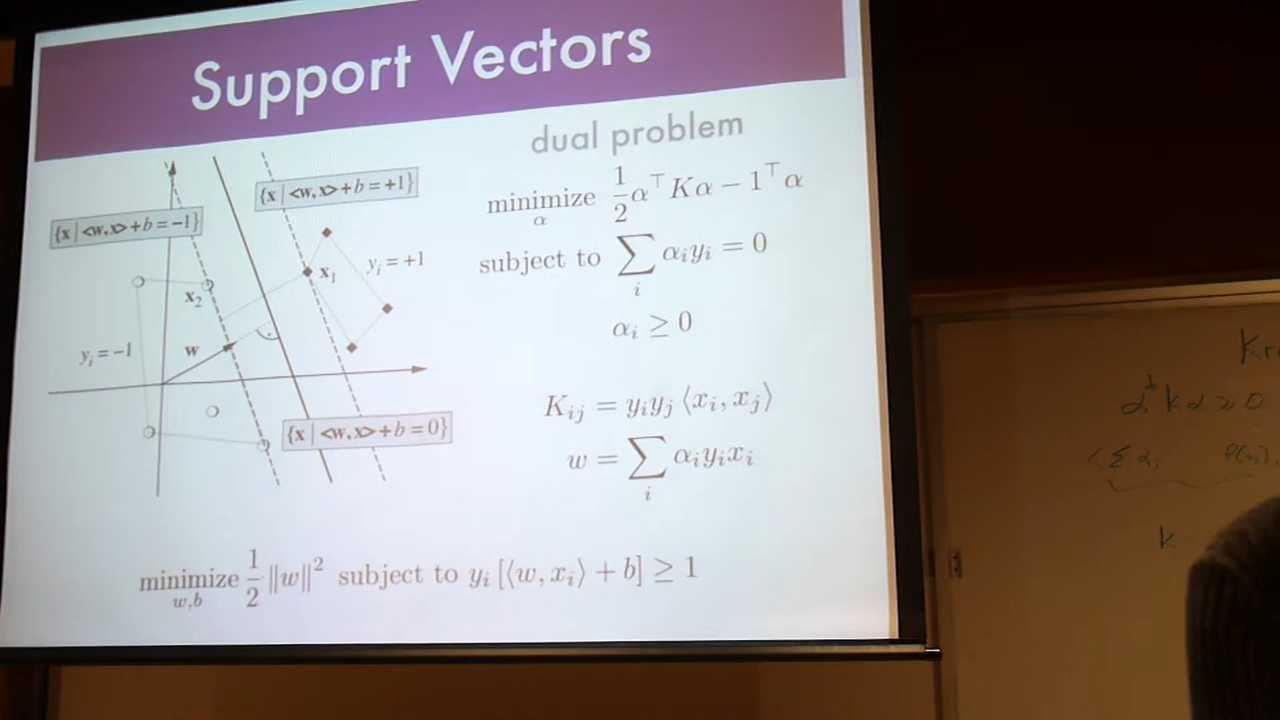 Support Vectors
dual problem
minimize 1/2 α⊤Kα − 1⊤α
α
subject to ∑ αᵢyᵢ = 0
i
αᵢ ≥ 0
Kᵢⱼ = yᵢyⱼ ⟨xᵢ, xⱼ⟩
w = ∑ αᵢyᵢxᵢ
i
{x | <w, x> + b = +1}
{x | <w, x> + b = −1}
yᵢ = +1
x₁
x₂
yᵢ = −1
w
{x | <w, x> + b = 0}
minimize 1/2 ‖w‖² subject to yᵢ [⟨w, xᵢ⟩ + b] ≥ 1
w,b
K
k α ≥ 0
∑ αᵢ
k